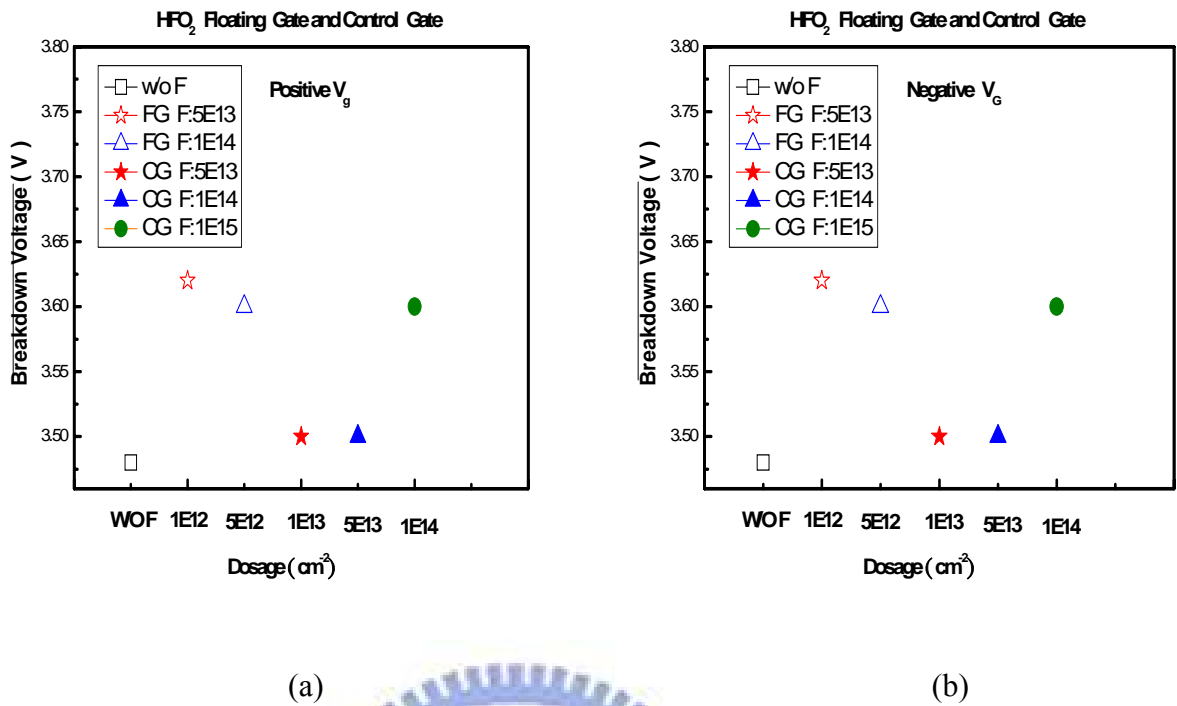 HFO2 Floating Gate and Control Gate
3.80
3.75
3.70
3.65
3.60
3.55
3.50
Breakdown Voltage ( V )
w/o F
FG F:5E13
FG F:1E14
CG F:5E13
CG F:1E14
CG F:1E15
Positive Vg
W/O F 1E12 5E12 1E13 5E13 1E14
Dosage ( cm-2 )
(a)
HFO2 Floating Gate and Control Gate
3.80
3.75
3.70
3.65
3.60
3.55
3.50
Breakdown Voltage ( V )
w/o F
FG F:5E13
FG F:1E14
CG F:5E13
CG F:1E14
CG F:1E15
Negative VG
W/O F 1E12 5E12 1E13 5E13 1E14
Dosage ( cm-2 )
(b)